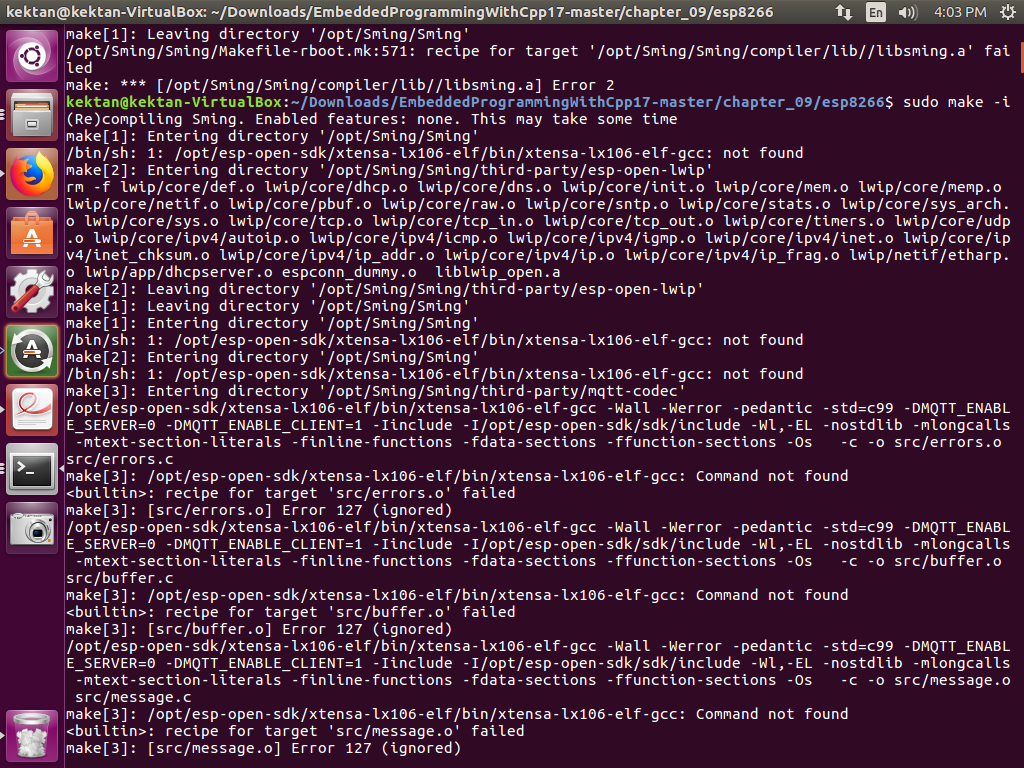 kektan@kektan-VirtualBox: ~/Downloads/EmbeddedProgrammingWithCpp17-master/chapter_09/esp8266 En 4:03 PM
make[1]: Leaving directory '/opt/Sming/Sming'
/opt/Sming/Sming/Makefile-rboot.mk:571: recipe for target '/opt/Sming/Sming/compiler/lib//libsming.a' fai
led
make: *** [/opt/Sming/Sming/compiler/lib//libsming.a] Error 2
kektan@kektan-VirtualBox:~/Downloads/EmbeddedProgrammingWithCpp17-master/chapter_09/esp8266$ sudo make -i
(Re)compiling Sming. Enabled features: none. This may take some time
make[1]: Entering directory '/opt/Sming/Sming'
/bin/sh: 1: /opt/esp-open-sdk/xtensa-lx106-elf/bin/xtensa-lx106-elf-gcc: not found
make[2]: Entering directory '/opt/Sming/Sming/third-party/esp-open-lwip'
rm -f lwip/core/def.o lwip/core/dhcp.o lwip/core/dns.o lwip/core/init.o lwip/core/mem.o lwip/core/memp.o
lwip/core/netif.o lwip/core/pbuf.o lwip/core/raw.o lwip/core/sntp.o lwip/core/stats.o lwip/core/sys_arch.
o lwip/core/sys.o lwip/core/tcp.o lwip/core/tcp_in.o lwip/core/tcp_out.o lwip/core/timers.o lwip/core/udp
.o lwip/core/ipv4/autoip.o lwip/core/ipv4/icmp.o lwip/core/ipv4/igmp.o lwip/core/ipv4/inet.o lwip/core/ip
v4/inet_chksum.o lwip/core/ipv4/ip_addr.o lwip/core/ipv4/ip.o lwip/core/ipv4/ip_frag.o lwip/netif/etharp.
o lwip/app/dhcpserver.o espconn_dummy.o  liblwip_open.a
make[2]: Leaving directory '/opt/Sming/Sming/third-party/esp-open-lwip'
make[1]: Leaving directory '/opt/Sming/Sming'
make[1]: Entering directory '/opt/Sming/Sming'
/bin/sh: 1: /opt/esp-open-sdk/xtensa-lx106-elf/bin/xtensa-lx106-elf-gcc: not found
make[2]: Entering directory '/opt/Sming/Sming'
/bin/sh: 1: /opt/esp-open-sdk/xtensa-lx106-elf/bin/xtensa-lx106-elf-gcc: not found
make[3]: Entering directory '/opt/Sming/Sming/third-party/mqtt-codec'
/opt/esp-open-sdk/xtensa-lx106-elf/bin/xtensa-lx106-elf-gcc -Wall -Werror -pedantic -std=c99 -DMQTT_ENABL
E_SERVER=0 -DMQTT_ENABLE_CLIENT=1 -Iinclude -I/opt/esp-open-sdk/sdk/include -Wl,-EL -nostdlib -mlongcalls
 -mtext-section-literals -finline-functions -fdata-sections -ffunction-sections -Os   -c -o src/errors.o
src/errors.c
make[3]: /opt/esp-open-sdk/xtensa-lx106-elf/bin/xtensa-lx106-elf-gcc: Command not found
<builtin>: recipe for target 'src/errors.o' failed
make[3]: [src/errors.o] Error 127 (ignored)
/opt/esp-open-sdk/xtensa-lx106-elf/bin/xtensa-lx106-elf-gcc -Wall -Werror -pedantic -std=c99 -DMQTT_ENABL
E_SERVER=0 -DMQTT_ENABLE_CLIENT=1 -Iinclude -I/opt/esp-open-sdk/sdk/include -Wl,-EL -nostdlib -mlongcalls
 -mtext-section-literals -finline-functions -fdata-sections -ffunction-sections -Os   -c -o src/buffer.o
src/buffer.c
make[3]: /opt/esp-open-sdk/xtensa-lx106-elf/bin/xtensa-lx106-elf-gcc: Command not found
<builtin>: recipe for target 'src/buffer.o' failed
make[3]: [src/buffer.o] Error 127 (ignored)
/opt/esp-open-sdk/xtensa-lx106-elf/bin/xtensa-lx106-elf-gcc -Wall -Werror -pedantic -std=c99 -DMQTT_ENABL
E_SERVER=0 -DMQTT_ENABLE_CLIENT=1 -Iinclude -I/opt/esp-open-sdk/sdk/include -Wl,-EL -nostdlib -mlongcalls
 -mtext-section-literals -finline-functions -fdata-sections -ffunction-sections -Os   -c -o src/message.o
 src/message.c
make[3]: /opt/esp-open-sdk/xtensa-lx106-elf/bin/xtensa-lx106-elf-gcc: Command not found
<builtin>: recipe for target 'src/message.o' failed
make[3]: [src/message.o] Error 127 (ignored)